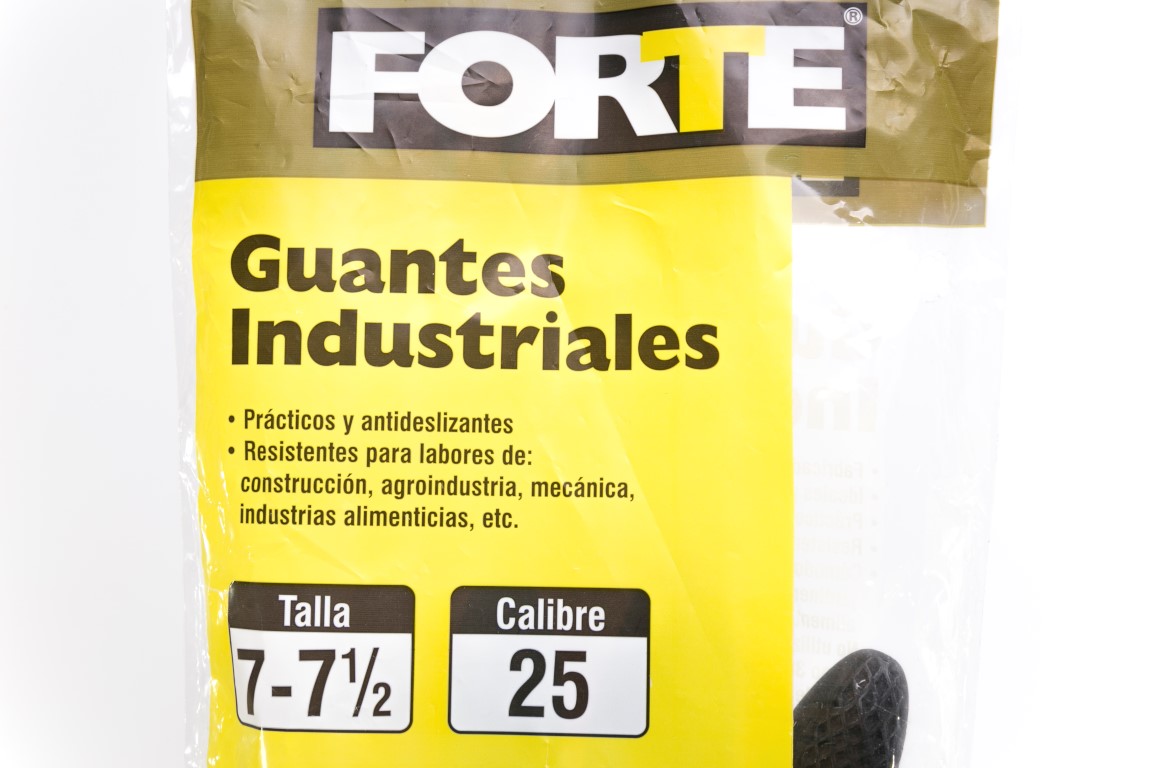 FORTE®
Guantes
Industriales
• Prácticos y antideslizantes
• Resistentes para labores de:
construcción, agroindustria, mecánica,
industrias alimenticias, etc.
Talla
7-7½
Calibre
25